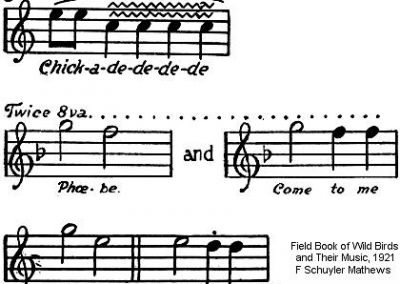 Chick-a-de-de-de-de
Twice 8va.
and
Phœ-be.
Come to me
Field Book of Wild Birds
and Their Music, 1921
F Schuyler Mathews